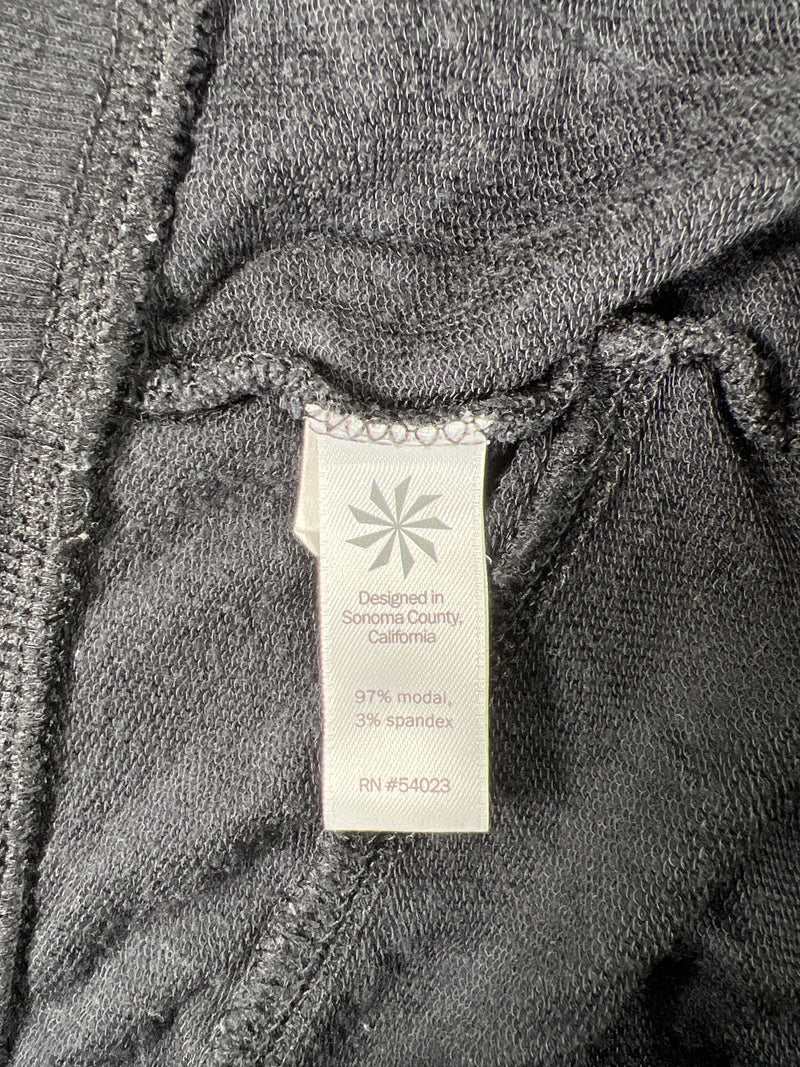 Designed in
Sonoma County,
California
97% modal,
3% spandex
RN #54023